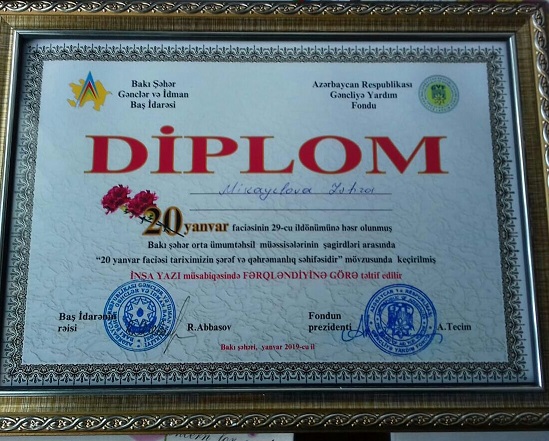 Bakı Şəhər
Gənclər və İdman
Baş İdarəsi
Azərbaycan Respublikası
Gəncliyə Yardım
Fondu
DİPLOM
Mikayılova
20 yanvar faciəsinin 29-cu ildönümünə həsr olunmuş
Bakı şəhər orta ümumtəhsil müəssisələrinin şagirdləri arasında
"20 yanvar faciəsi tariximizin şərəf və qəhrəmanlıq səhifəsidir" mövzusunda keçirilmiş
İNŞA YAZI müsabiqəsində FƏRQLƏNDİYİNƏ GÖRƏ təltif edilir
Baş İdarənin
rəisi
R.Abbasov
Fondun
prezidenti
A.Tecim
Bakı şəhəri, yanvar 2019-cu il